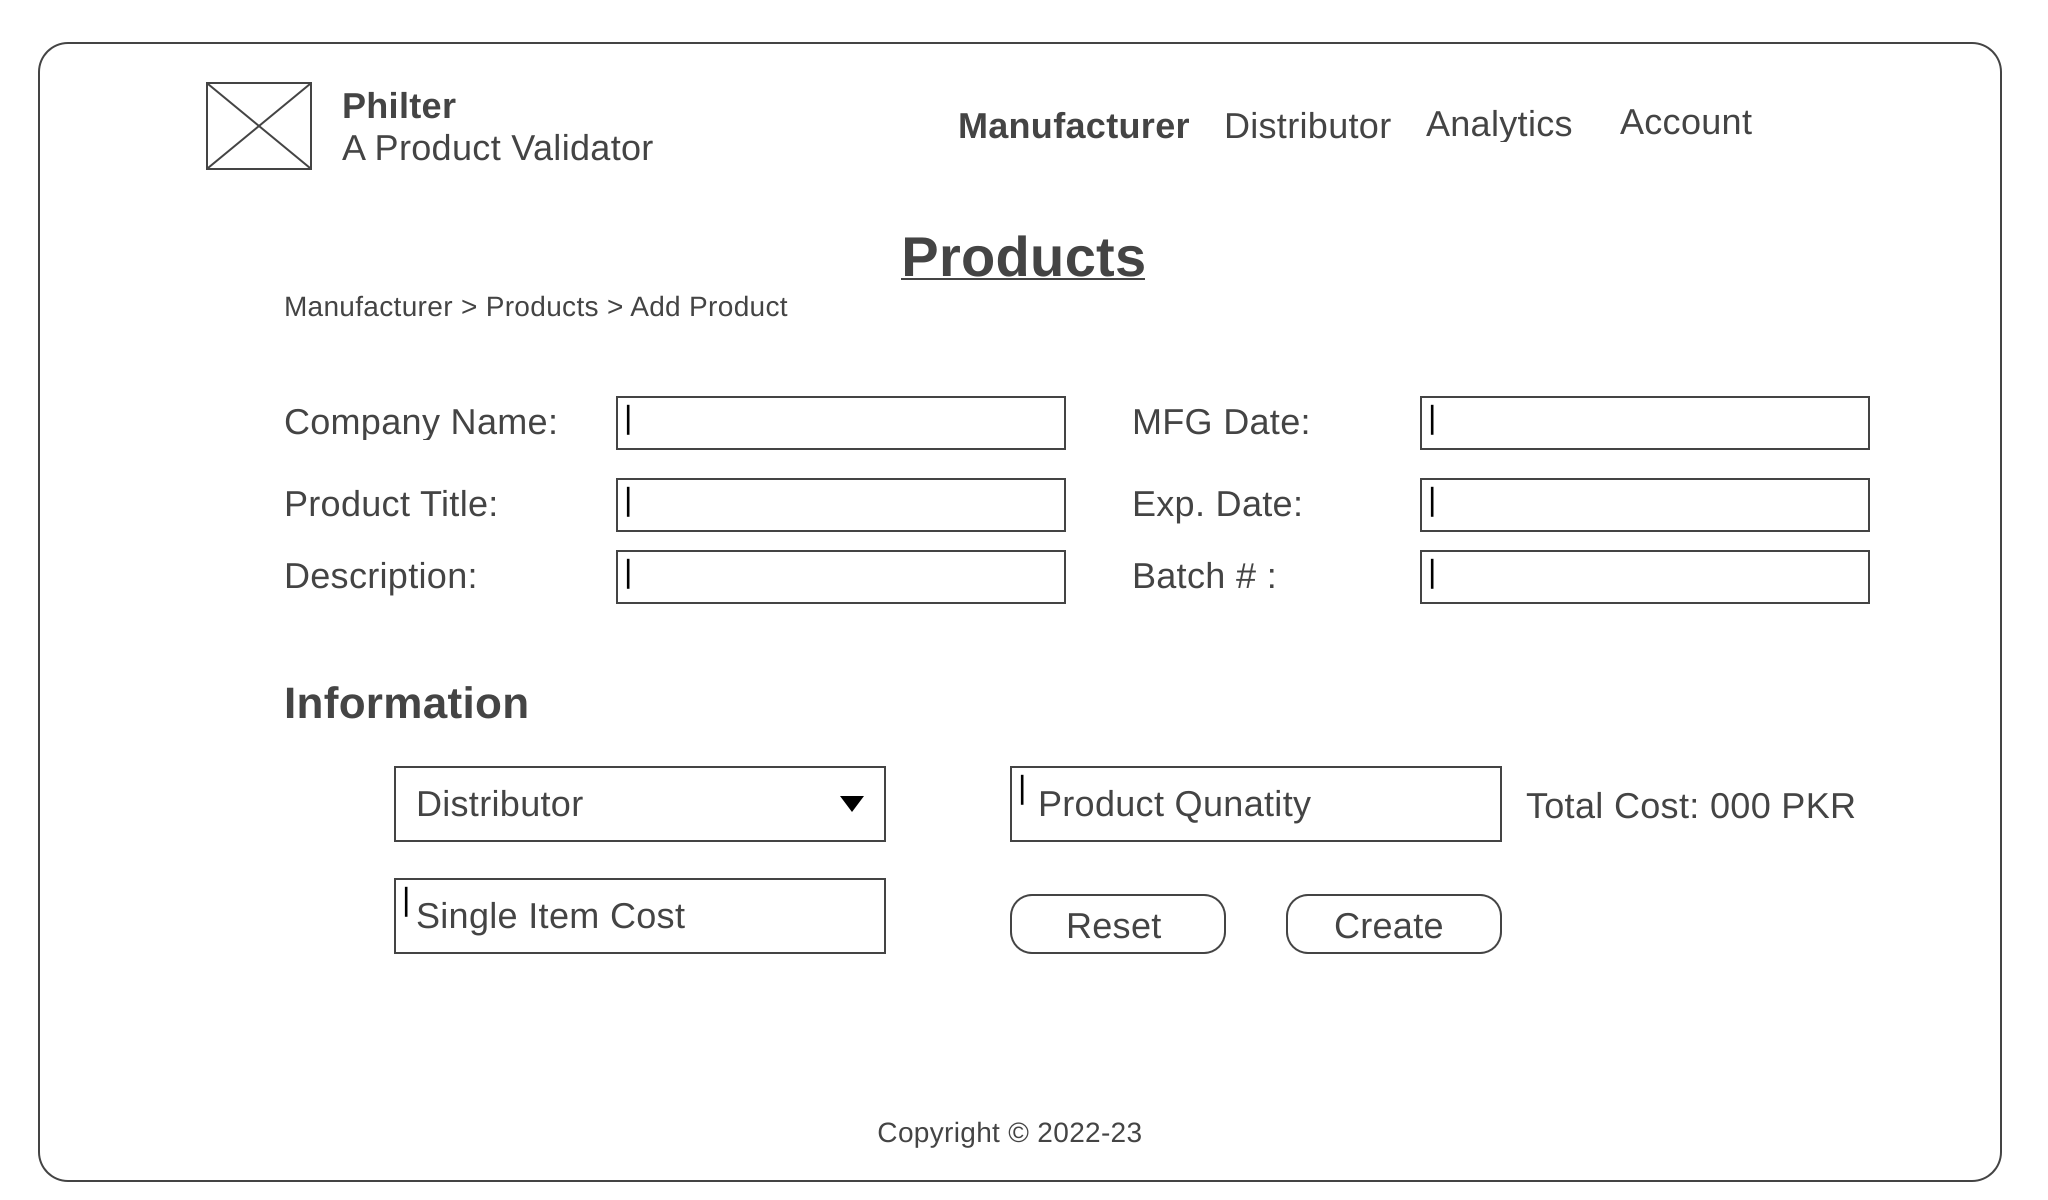 Philter
A Product Validator
Manufacturer Distributor Analytics Account
Products
Manufacturer > Products > Add Product
Company Name: MFG Date:
Product Title: Exp. Date:
Description: Batch # :
Information
Distributor Product Qunatity Total Cost: 000 PKR
Single Item Cost Reset Create
Copyright © 2022-23